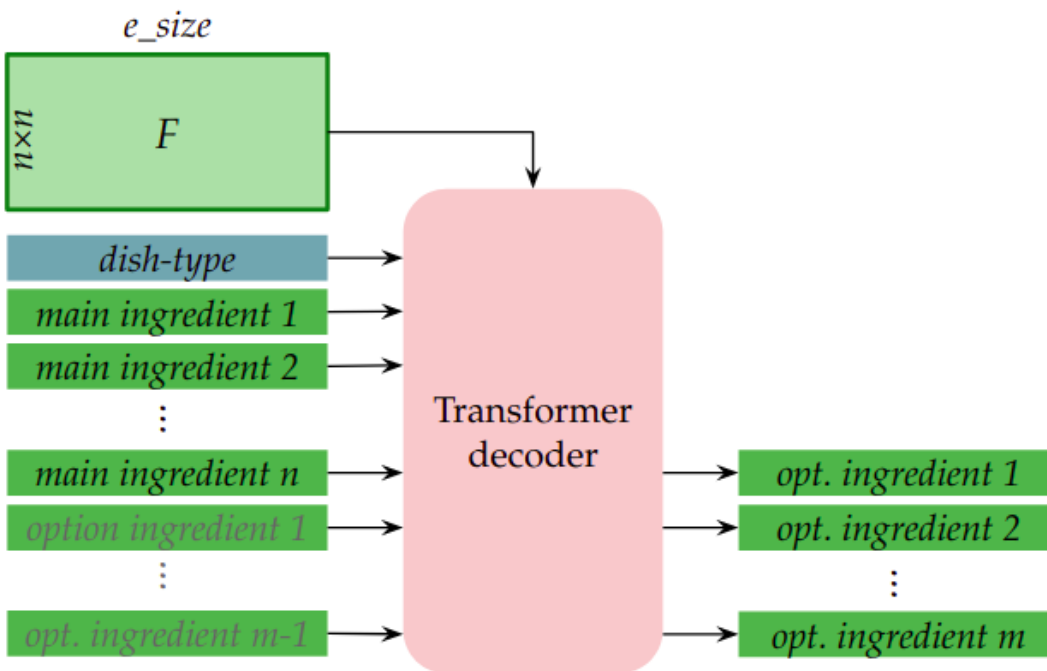 e_size
n×n
F
dish-type
main ingredient 1
main ingredient 2
⋮
main ingredient n
option ingredient 1
⋮
opt. ingredient m-1
Transformer
decoder
opt. ingredient 1
opt. ingredient 2
⋮
opt. ingredient m